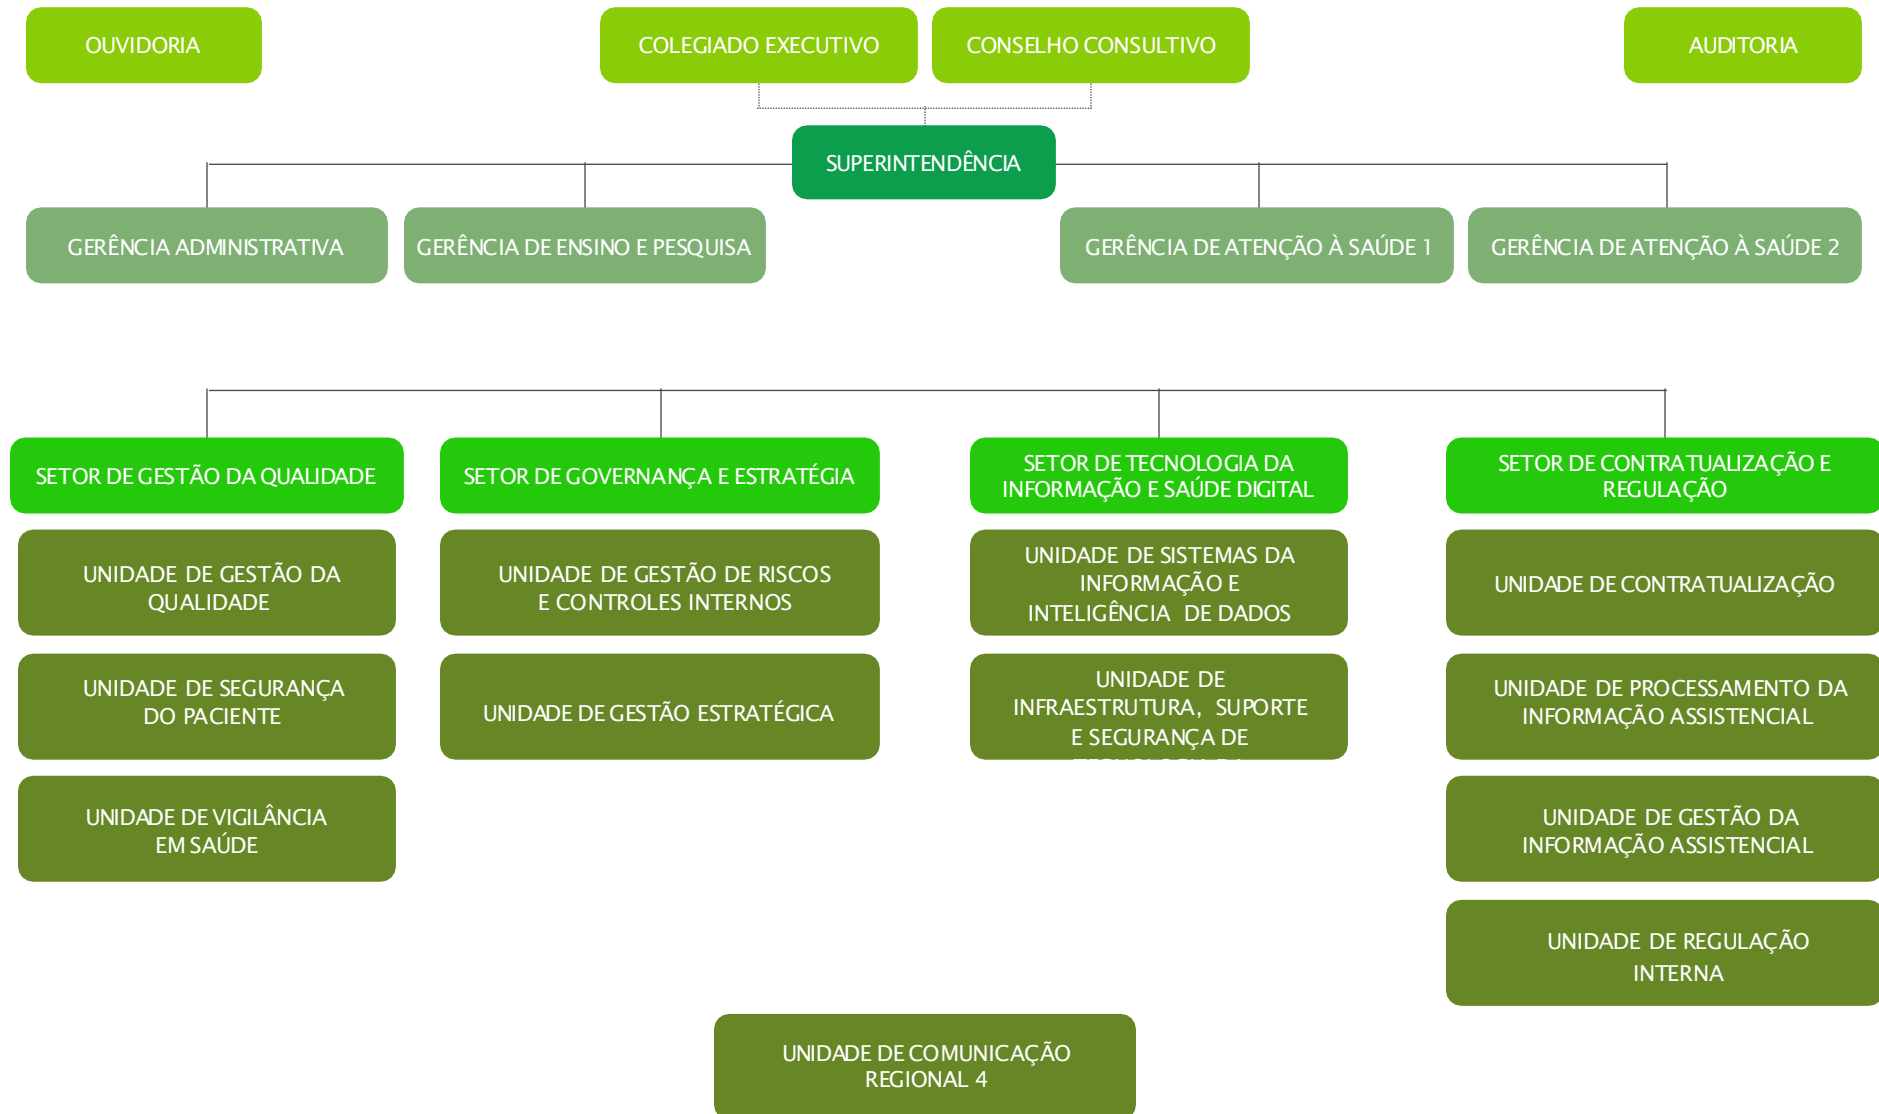 OUVIDORIA
COLEGIADO EXECUTIVO
CONSELHO CONSULTIVO
AUDITORIA
SUPERINTENDÊNCIA
GERÊNCIA ADMINISTRATIVA
GERÊNCIA DE ENSINO E PESQUISA
GERÊNCIA DE ATENÇÃO À SAÚDE 1
GERÊNCIA DE ATENÇÃO À SAÚDE 2
SETOR DE GESTÃO DA QUALIDADE
UNIDADE DE GESTÃO DA
QUALIDADE
UNIDADE DE SEGURANÇA
DO PACIENTE
UNIDADE DE VIGILÂNCIA
EM SAÚDE
SETOR DE GOVERNANÇA E ESTRATÉGIA
UNIDADE DE GESTÃO DE RISCOS
E CONTROLES INTERNOS
UNIDADE DE GESTÃO ESTRATÉGICA
SETOR DE TECNOLOGIA DA
INFORMAÇÃO E SAÚDE DIGITAL
UNIDADE DE SISTEMAS DA
INFORMAÇÃO E
INTELIGÊNCIA DE DADOS
UNIDADE DE
INFRAESTRUTURA, SUPORTE
E SEGURANÇA DE
SETOR DE CONTRATUALIZAÇÃO E
REGULAÇÃO
UNIDADE DE CONTRATUALIZAÇÃO
UNIDADE DE PROCESSAMENTO DA
INFORMAÇÃO ASSISTENCIAL
UNIDADE DE GESTÃO DA
INFORMAÇÃO ASSISTENCIAL
UNIDADE DE REGULAÇÃO
INTERNA
UNIDADE DE COMUNICAÇÃO
REGIONAL 4